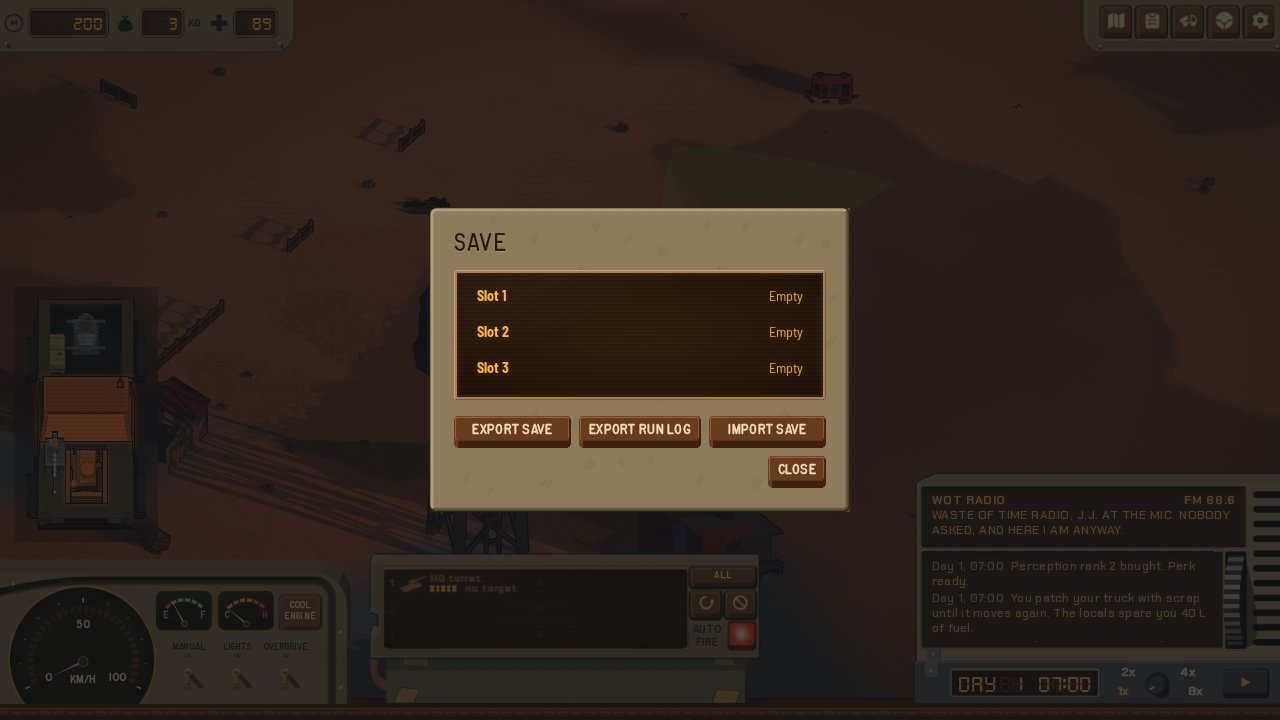 M 200 3 KG 89
SAVE
Slot 1 Empty
Slot 2 Empty
Slot 3 Empty
EXPORT SAVE EXPORT RUN LOG IMPORT SAVE
CLOSE
WOT RADIO FM 66.6
WASTE OF TIME RADIO, J.J. AT THE MIC. NOBODY
ASKED, AND HERE I AM ANYWAY.
Day 1, 07:00 Perception rank 2 bought. Perk
ready.
Day 1, 07:00 You patch your truck with scrap
until it moves again. The locals spare you 40 L
of fuel.
1 MG turret
no target
ALL
AUTO
FIRE
50
0 KM/H 100
E F
C H
COOL
ENGINE
MANUAL LIGHTS OVERDRIVE
DAY 1 07:00
2x 4x
1x 8x